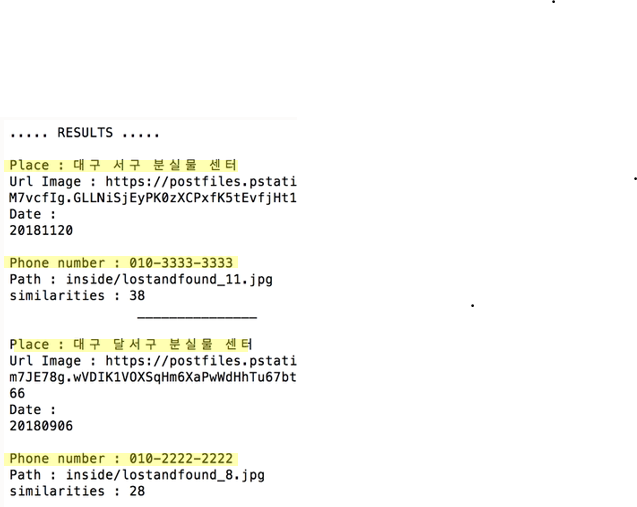 ..... RESULTS .....
Place : 대구 서구 분실물 센터
Url Image : https://postfiles.pstati
M7vcfIg.GLLNiSjEyPK0zXCPxfK5tEvfjHt1
Date :
20181120
Phone number : 010-3333-3333
Path : inside/lostandfound_11.jpg
similarities : 38
_______________
Place : 대구 달서구 분실물 센터
Url Image : https://postfiles.pstati
m7JE78g.wVDIK1VOXSqHm6XaPwWdHhTu67bt
66
Date :
20180906
Phone number : 010-2222-2222
Path : inside/lostandfound_8.jpg
similarities : 28